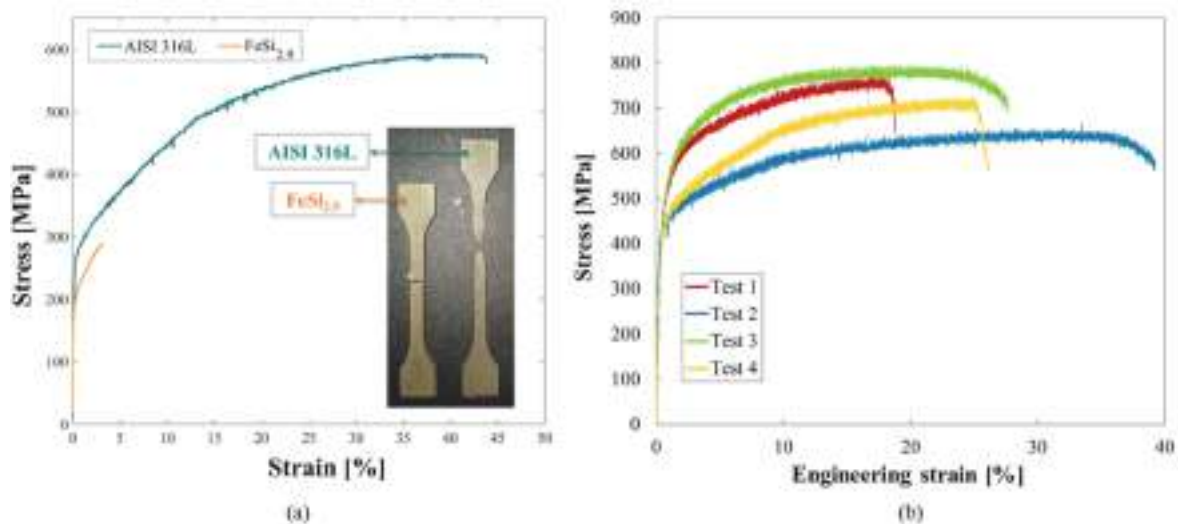 AISI 316L FeSi2.8
600
500
400
300
200
100
0
0 5 10 15 20 25 30 35 40 45 50
Stress [MPa]
Strain [%]
AISI 316L
FeSi2.8
(a)
900
800
700
600
500
400
300
200
100
0
0 10 20 30 40
Stress [MPa]
Engineering strain [%]
Test 1
Test 2
Test 3
Test 4
(b)